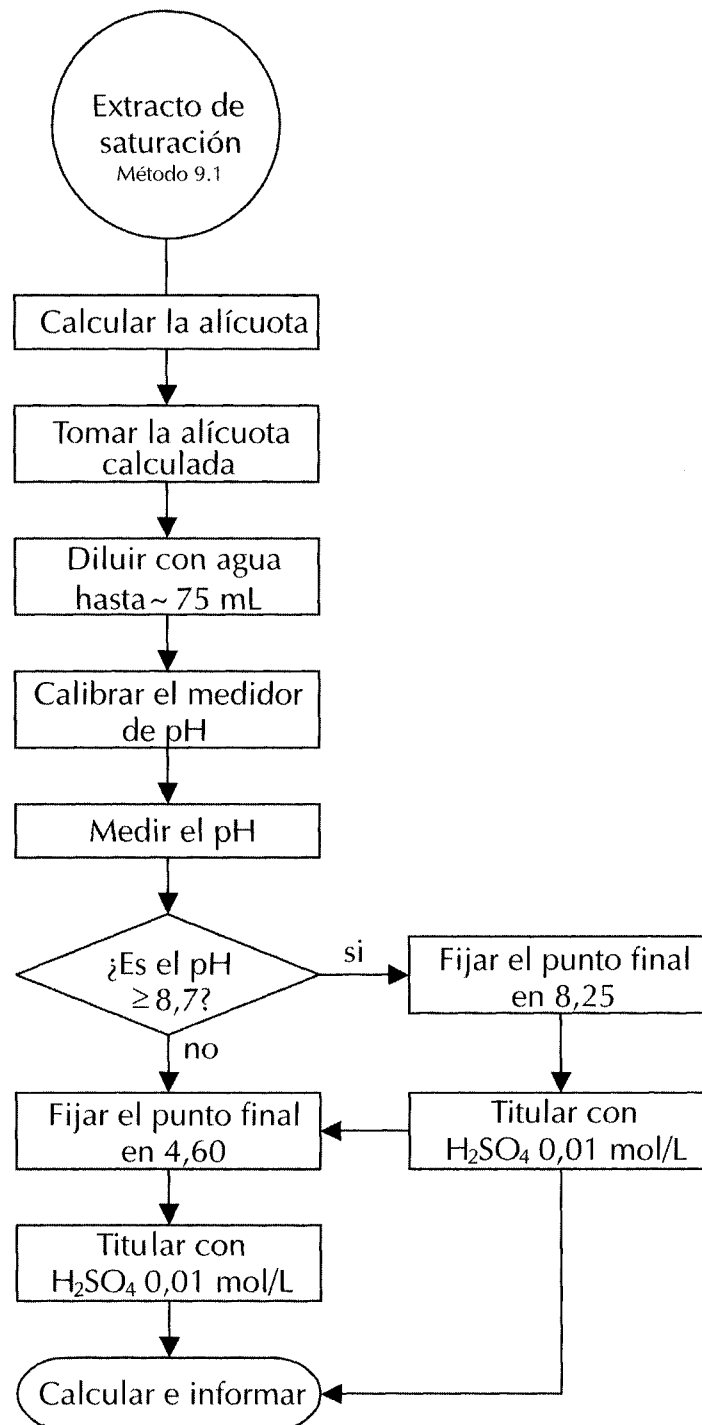 Extracto de
saturación
Método 9.1
Calcular la alícuota
Tomar la alícuota
calculada
Diluir con agua
hasta ~ 75 mL
Calibrar el medidor
de pH
Medir el pH
¿Es el pH
≥ 8,7?
si
Fijar el punto final
en 8,25
no
Fijar el punto final
en 4,60
Titular con
H₂SO₄ 0,01 mol/L
Titular con
H₂SO₄ 0,01 mol/L
Calcular e informar